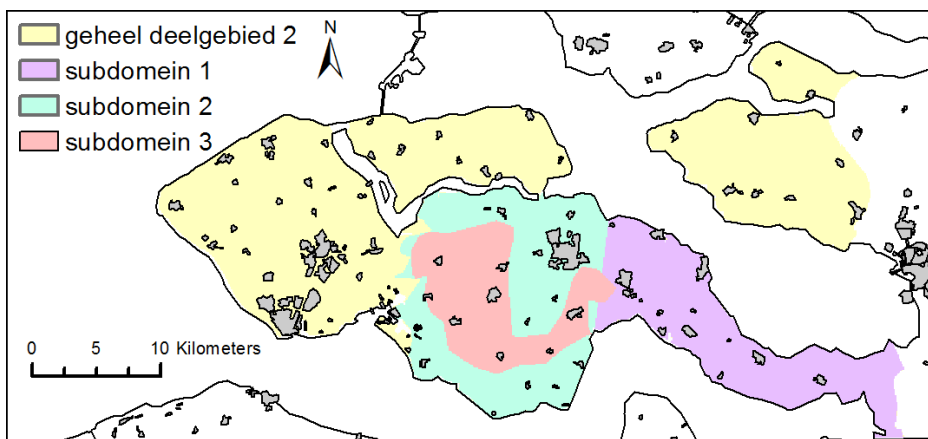 geheel deelgebied 2
subdomein 1
subdomein 2
subdomein 3
N
0 5 10 Kilometers